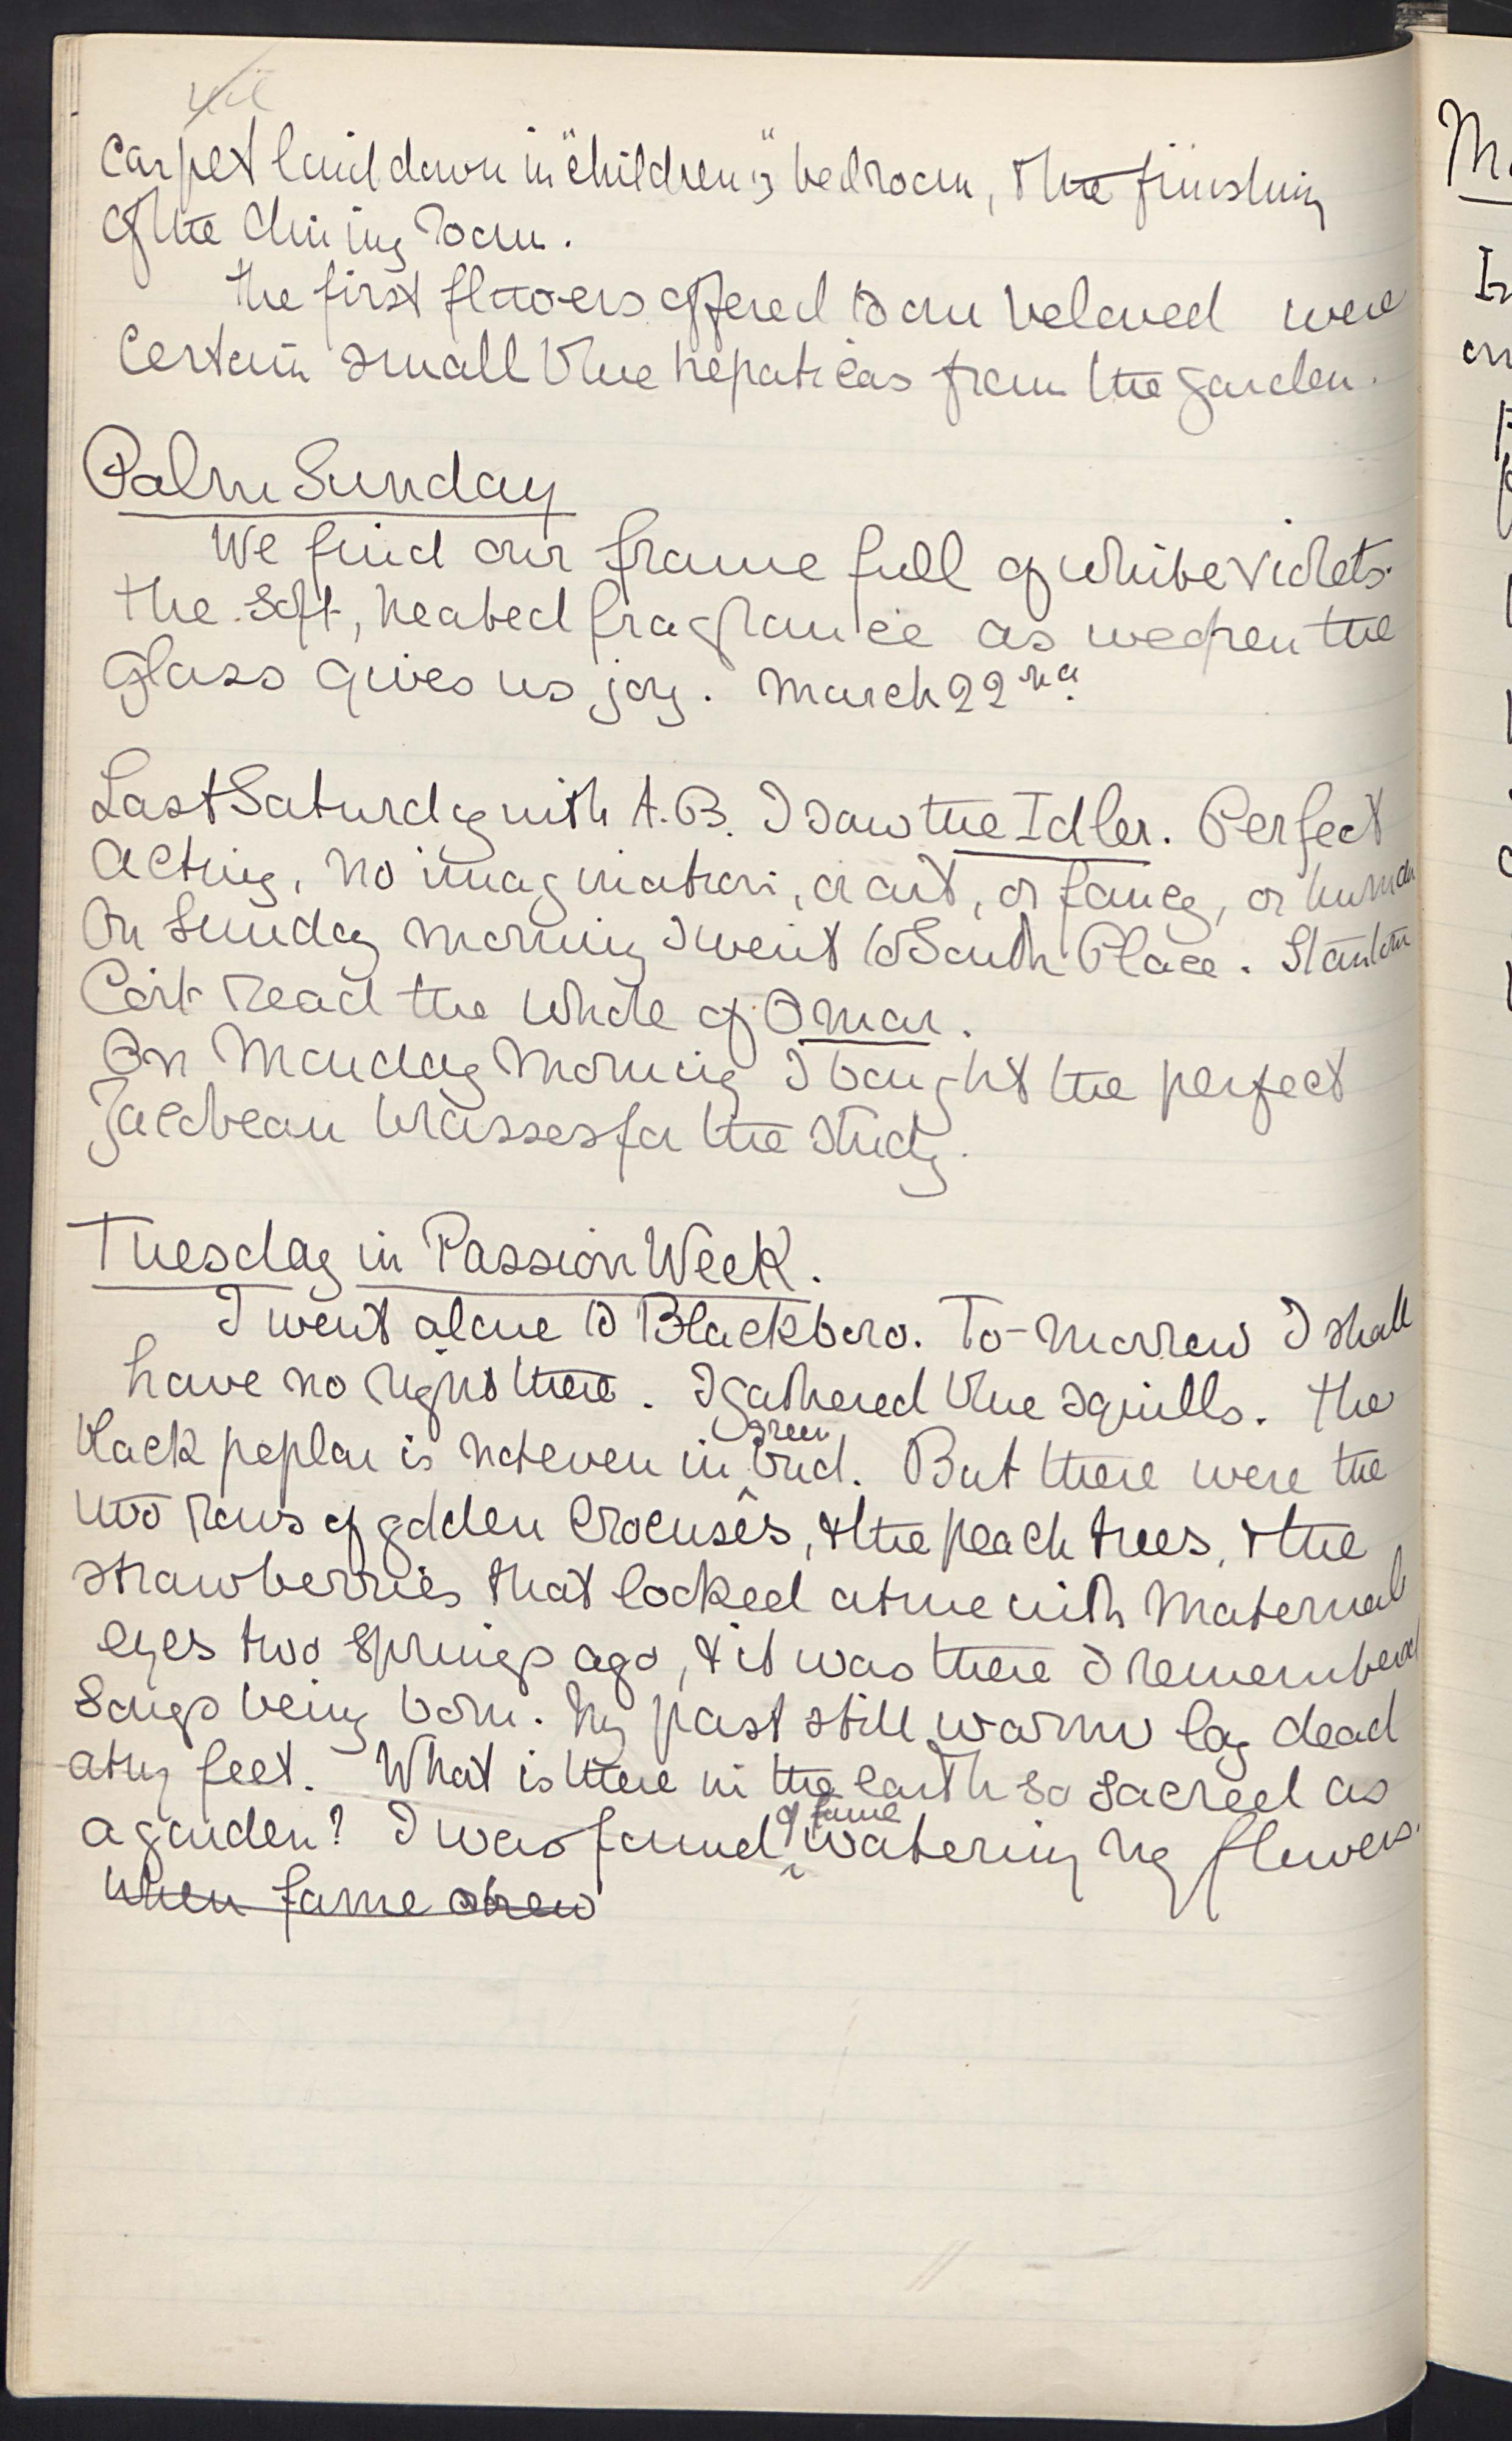 carpet laid down in "children's" bedroom, & the finishing
of the dining room.
The first flowers offered to our beloved were
certain small blue hepaticas from the garden.
Palm Sunday
We find our frame full of white violets.
The soft, heated fragrance as we open the
glass gives us joy. March 22nd.
Last Saturday with A.B. I saw the Idler. Perfect
acting, no imagination, or art, or fancy, or human
On Sunday morning I went to South Place. Stanton
Coit read the whole of Omar.
On Monday morning I bought the perfect
Jacobean brasses for the study.
Tuesday in Passion Week.
I went alone to Blackboro. To-morrow I shall
have no right there. I gathered blue squills. The
black poplar is not even in green bud. But there were the
two rows of golden crocuses, & the peach trees, & the
strawberries that looked at me with maternal
eyes two springs ago, & it was there I remembered
songs being born. My past still warm lay dead
at my feet. What is there in the earth so sacred as
a garden? I was found of fame watering my flowers.
when fame drew